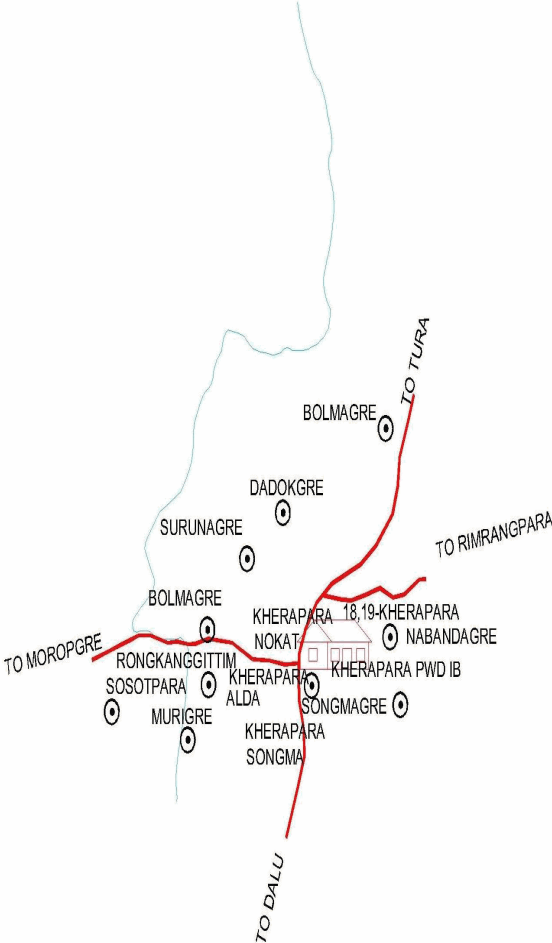 TO TURA
BOLMAGRE
DADOKGRE
SURUNAGRE
TO RIMRANGPARA
BOLMAGRE
KHERAPARA
NOKAT
18,19-KHERAPARA
NABANDAGRE
TO MOROPGRE
RONGKANGGITTIM
KHERAPARA
ALDA
KHERAPARA PWD IB
SOSOTPARA
SONGMAGRE
MURIGRE
KHERAPARA
SONGMA
TO DALU